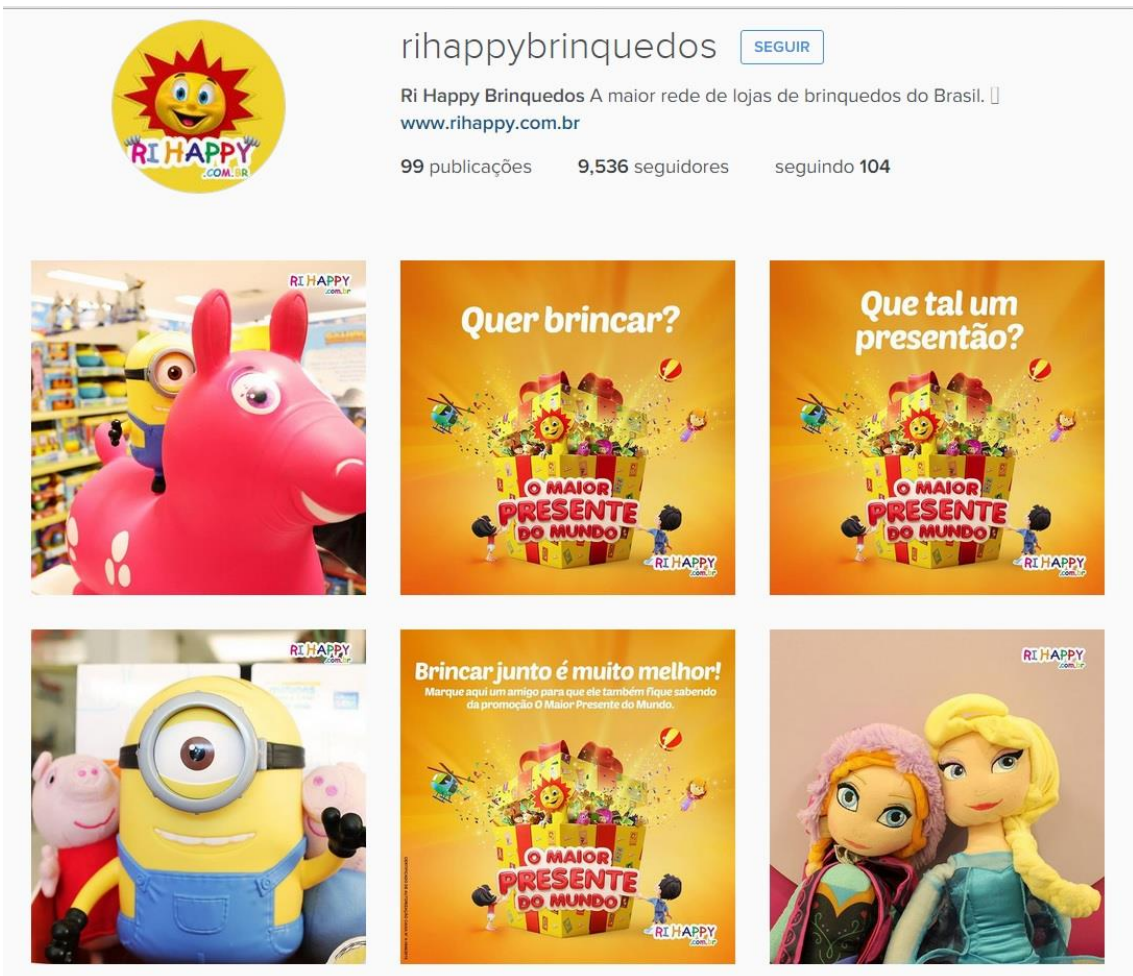 rihappybrinquedos SEGUIR
Ri Happy Brinquedos A maior rede de lojas de brinquedos do Brasil.
www.rihappy.com.br
99 publicações 9,536 seguidores seguindo 104
RI HAPPY
.COM.BR
RI HAPPY
.com.br
Quer brincar?
O MAIOR
PRESENTE
DO MUNDO
RI HAPPY
.com.br
Que tal um
presentão?
O MAIOR
PRESENTE
DO MUNDO
RI HAPPY
.com.br
RI HAPPY
.com.br
Brincar junto é muito melhor!
Marque aqui um amigo para que ele também fique sabendo
da promoção O Maior Presente do Mundo.
O MAIOR
PRESENTE
DO MUNDO
RI HAPPY
.com.br
RI HAPPY
.com.br